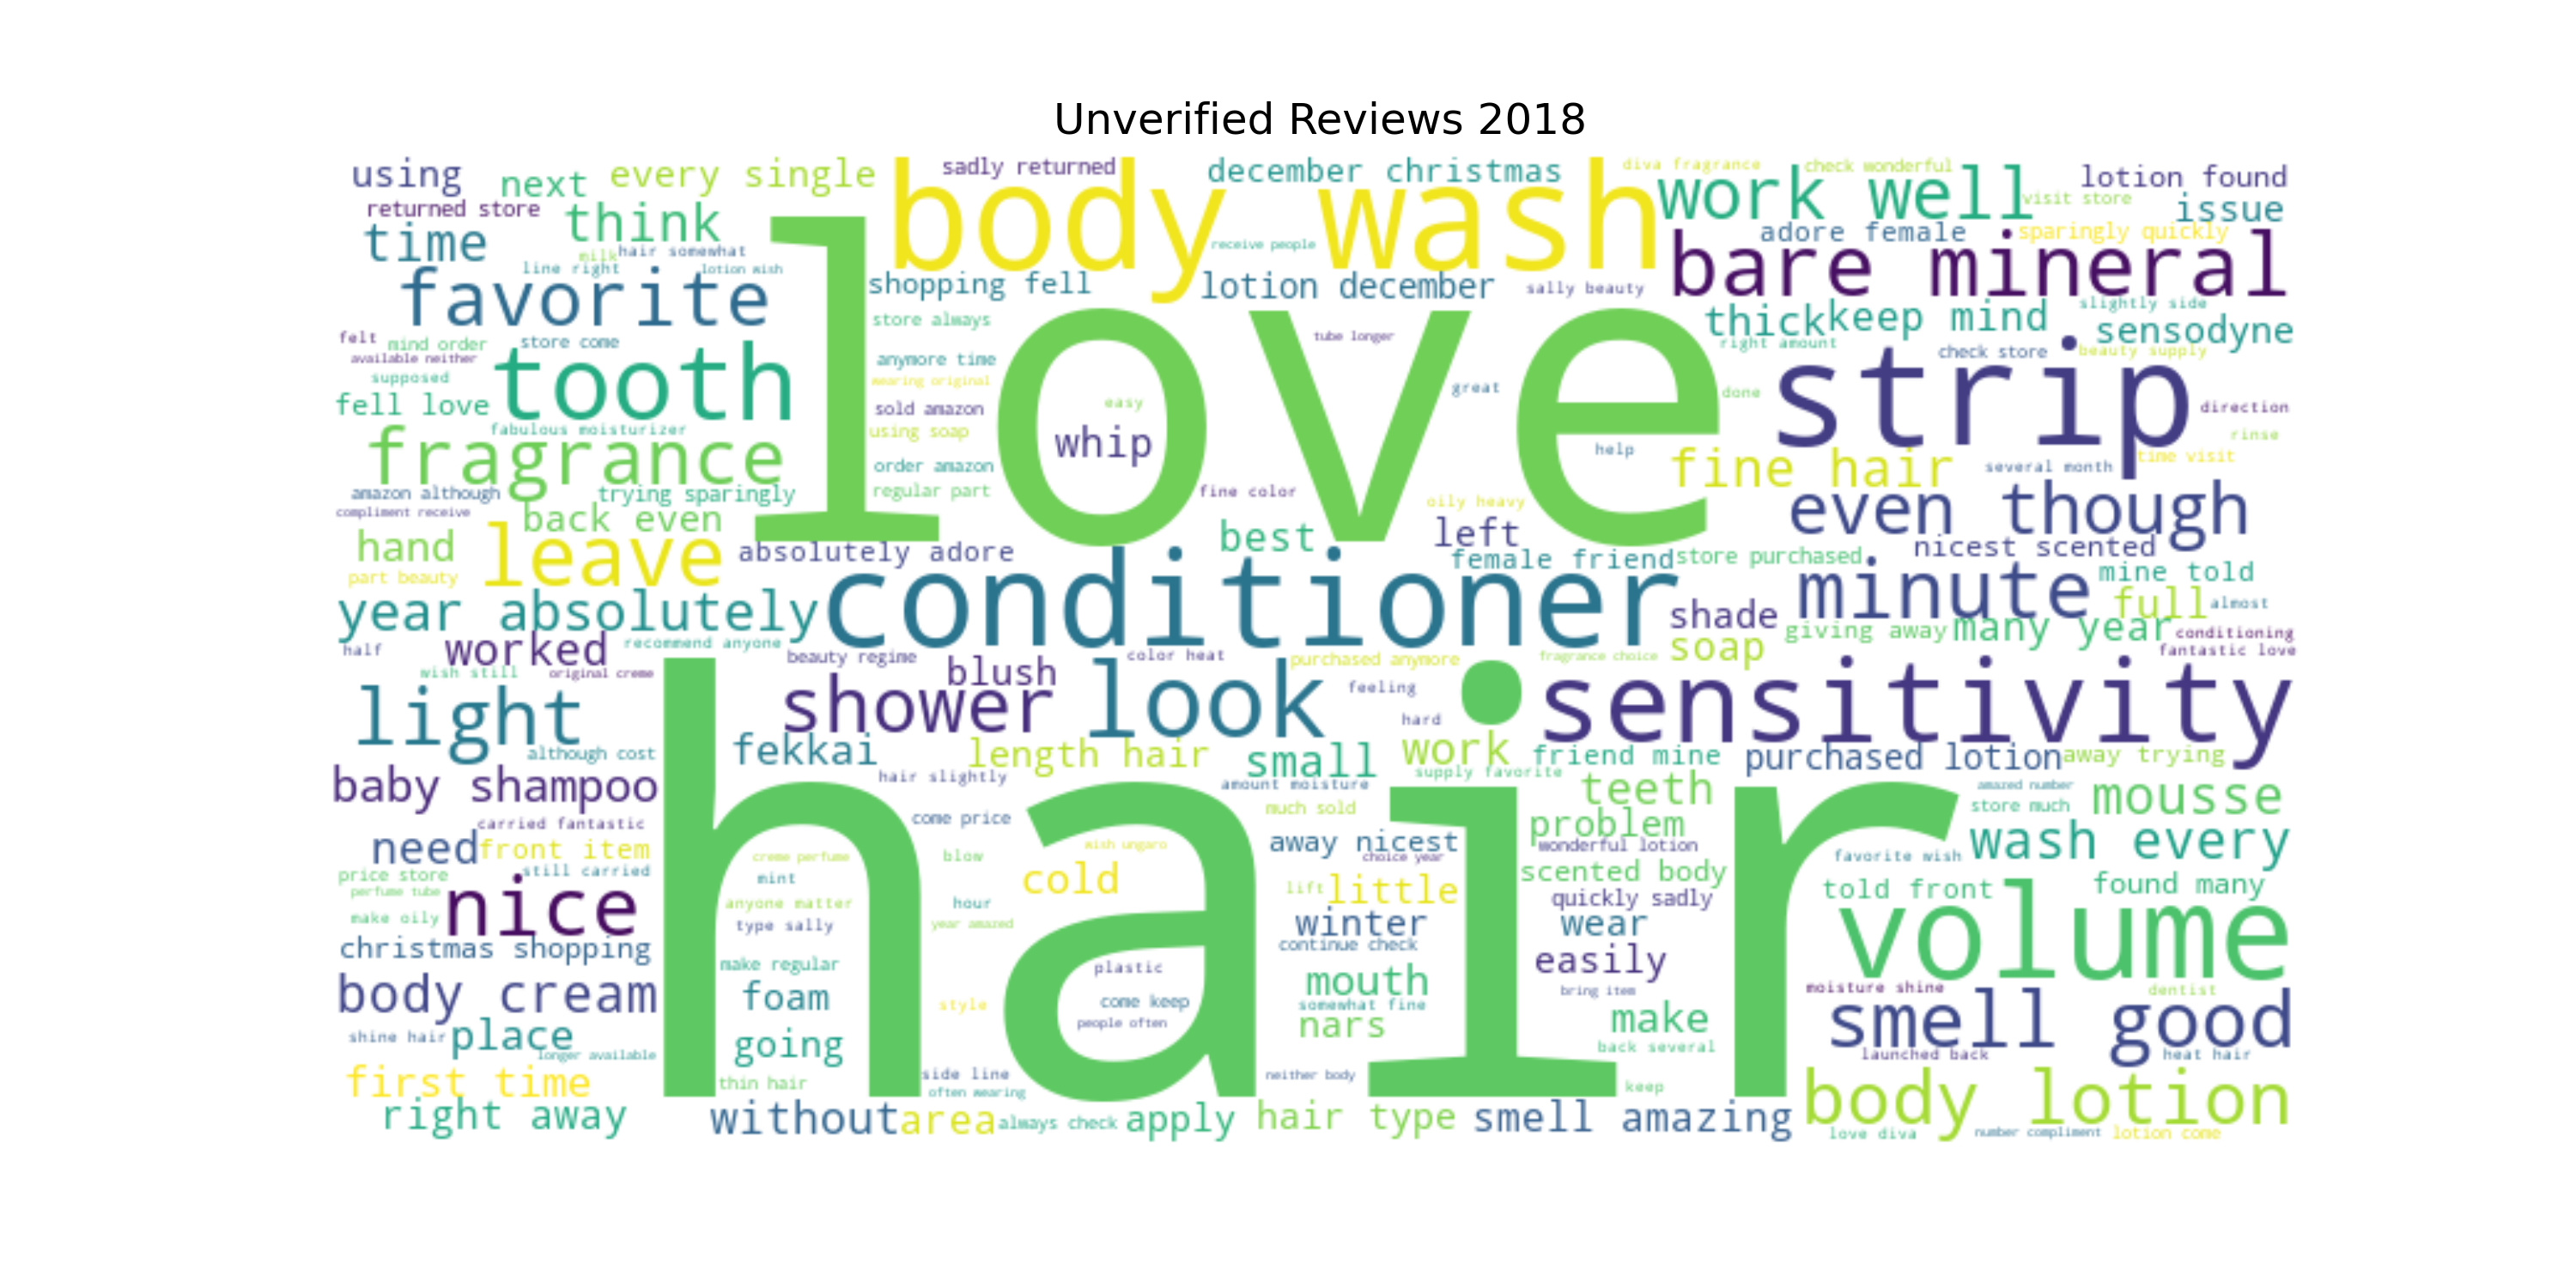 Unverified Reviews 2018
using
next
every single
sadly returned
december christmas
diva fragrance
check wonderful
lotion found
returned store
think
body wash
work well
visit store
issue
time
milk
hair somewhat
receive people
adore female
sparingly quickly
line right
lotion wish
favorite
shopping fell
lotion december
sally beauty
bare mineral
slightly side
love
store always
tube longer
thick
keep mind
sensodyne
felt
mind order
store come
right amount
check store
beauty supply
available neither
anymore time
supposed
tooth
wearing original
great
done
strip
fell love
sold amazon
easy
direction
fabulous moisturizer
using soap
whip
help
rinse
fragrance
order amazon
fine hair
several month
time visit
amazon although
trying sparingly
regular part
fine color
oily heavy
even though
compliment receive
back even
hand
leave
absolutely adore
best
left
female friend
store purchased
nicest scented
part beauty
conditioner
minute
mine told
full
almost
year absolutely
shade
giving away
many year
conditioning
half
worked
recommend anyone
beauty regime
color heat
purchased anymore
fragrance choice
soap
fantastic love
wish still
original creme
blush
feeling
light
shower
look
hard
sensitivity
although cost
fekkai
length hair
small
work
friend mine
purchased lotion
away trying
baby shampoo
hair
hair slightly
amount moisture
supply favorite
teeth
amazed number
mousse
store much
carried fantastic
come price
much sold
problem
need
front item
creme perfume
blow
wish ungaro
away nicest
choice year
wonderful lotion
favorite wish
wash every
price store
still carried
mint
cold
scented body
perfume tube
nice
anyone matter
hour
lift
little
quickly sadly
told front
found many
make oily
type sally
year amazed
winter
wear
volume
christmas shopping
continue check
easily
make regular
plastic
body cream
foam
style
come keep
mouth
somewhat fine
bring item
moisture shine
dentist
shine hair
place
people often
nars
make
smell good
longer available
going
back several
launched back
heat hair
first time
thin hair
side line
often wearing
neither body
keep
body lotion
right away
without
area
always check
apply
hair type
smell amazing
love diva
number compliment
lotion come